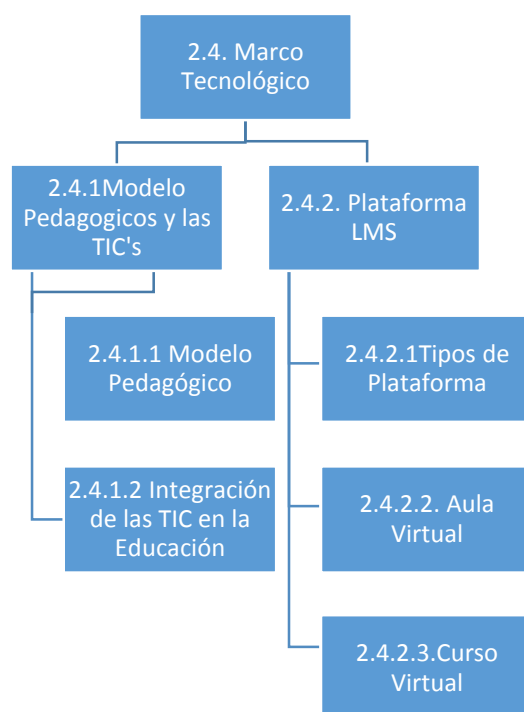 2.4. Marco
Tecnológico
2.4.1Modelo
Pedagogicos y las
TIC's
2.4.2. Plataforma
LMS
2.4.1.1 Modelo
Pedagógico
2.4.2.1Tipos de
Plataforma
2.4.1.2 Integración
de las TIC en la
Educación
2.4.2.2. Aula
Virtual
2.4.2.3.Curso
Virtual